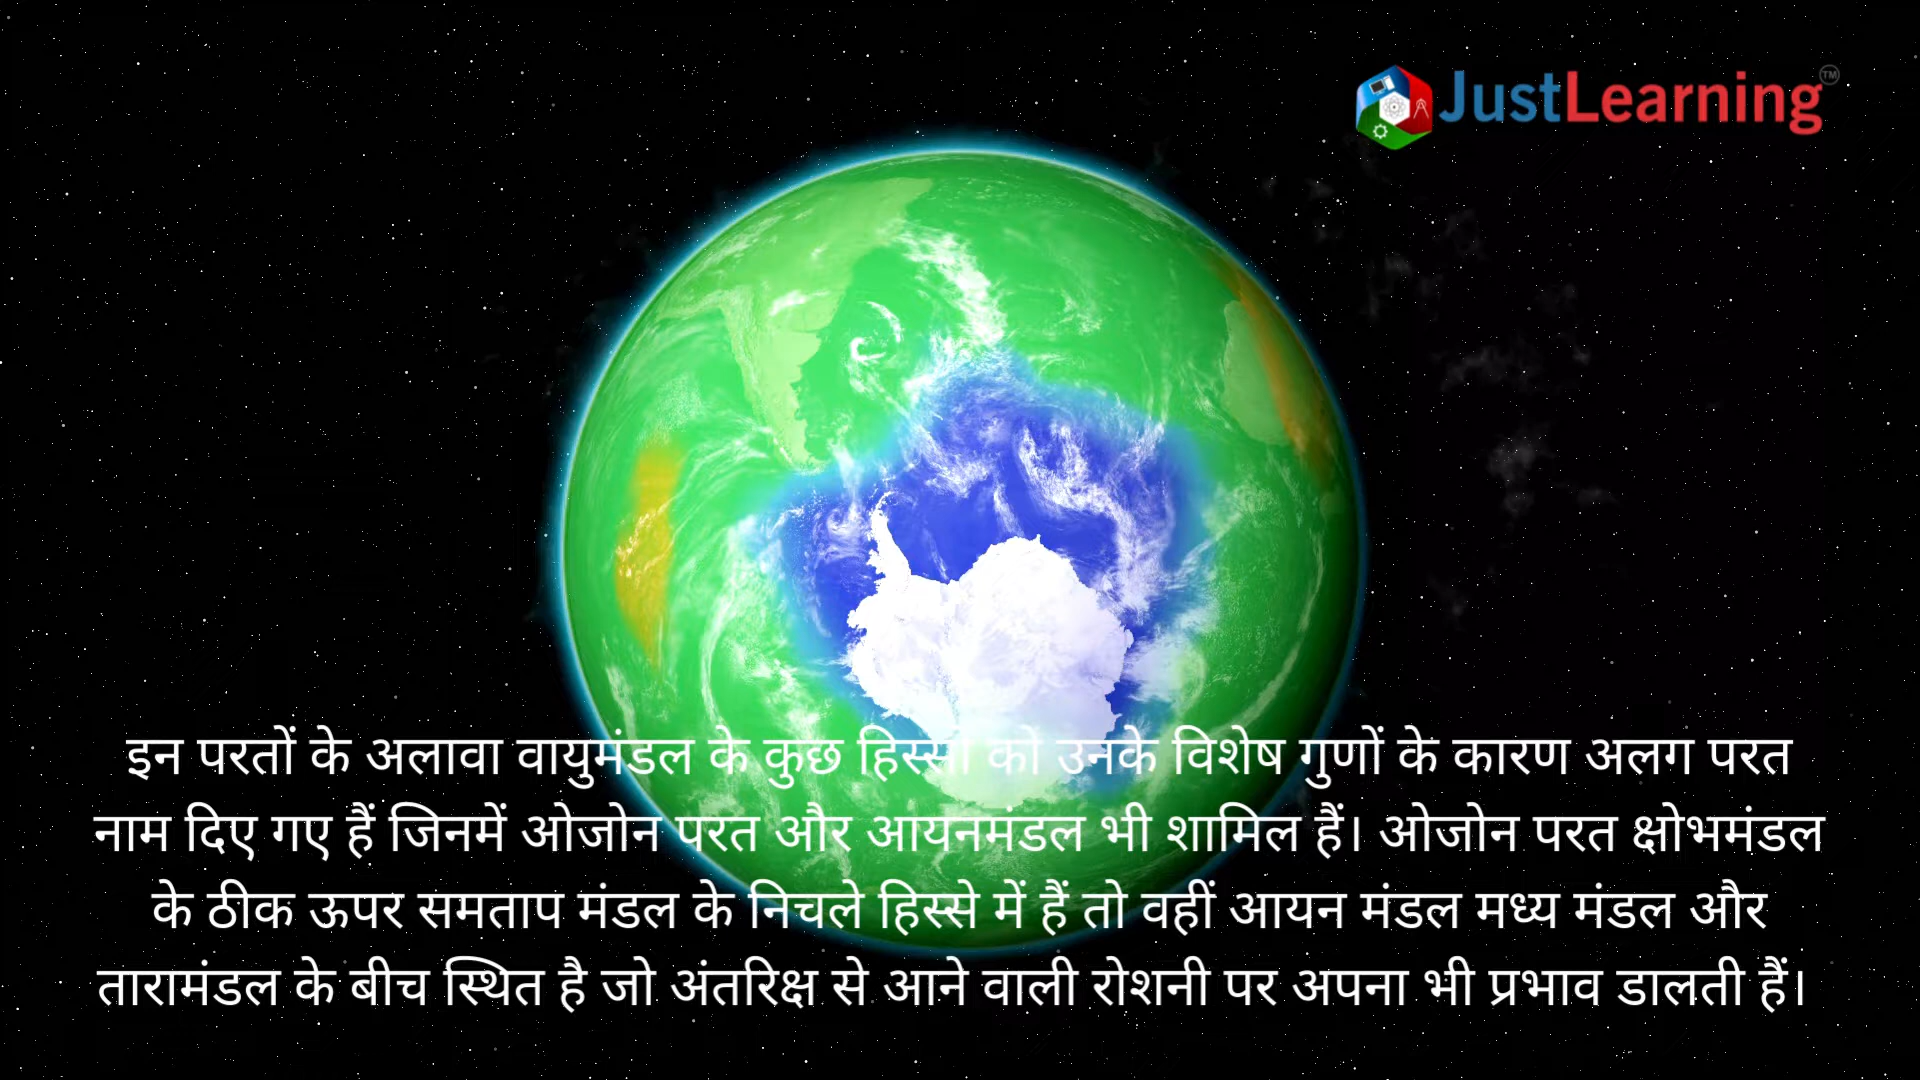 JustLearning™
इन परतों के अलावा वायुमंडल के कुछ हिस्सों को उनके विशेष गुणों के कारण अलग परत
नाम दिए गए हैं जिनमें ओजोन परत और आयनमंडल भी शामिल हैं। ओजोन परत क्षोभमंडल
के ठीक ऊपर समताप मंडल के निचले हिस्से में हैं तो वहीं आयन मंडल मध्य मंडल और
तारामंडल के बीच स्थित है जो अंतरिक्ष से आने वाली रोशनी पर अपना भी प्रभाव डालती हैं।